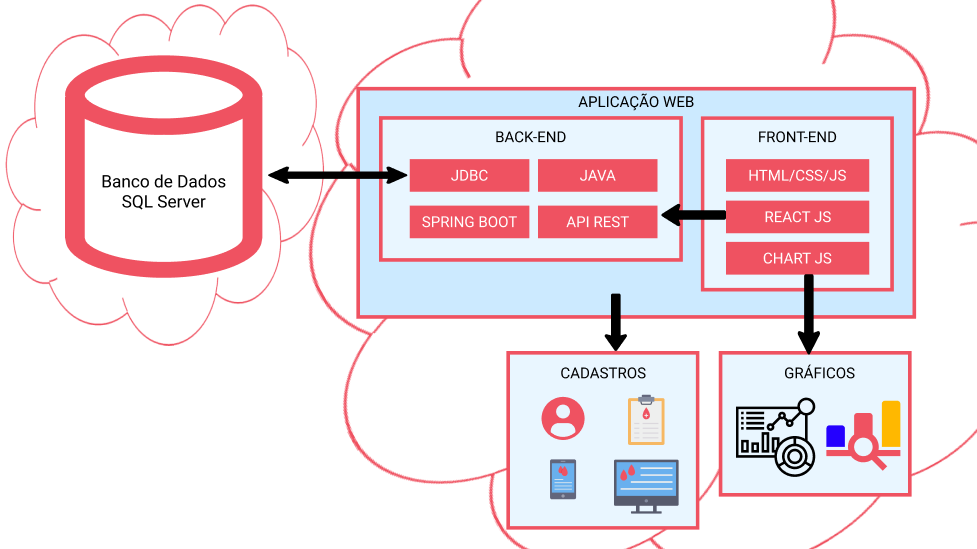 APLICAÇÃO WEB
BACK-END
FRONT-END
JDBC
JAVA
HTML/CSS/JS
Banco de Dados
SQL Server
SPRING BOOT
API REST
REACT JS
CHART JS
CADASTROS
GRÁFICOS